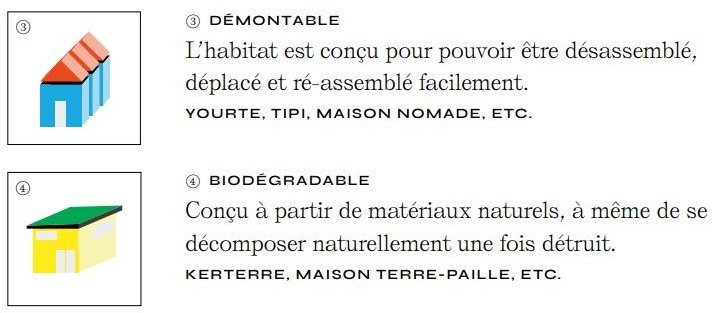 ③
③ DÉMONTABLE
L’habitat est conçu pour pouvoir être désassemblé,
déplacé et ré-assemblé facilement.
YOURTE, TIPI, MAISON NOMADE, ETC.
④
④ BIODÉGRADABLE
Conçu à partir de matériaux naturels, à même de se
décomposer naturellement une fois détruit.
KERTERRE, MAISON TERRE-PAILLE, ETC.